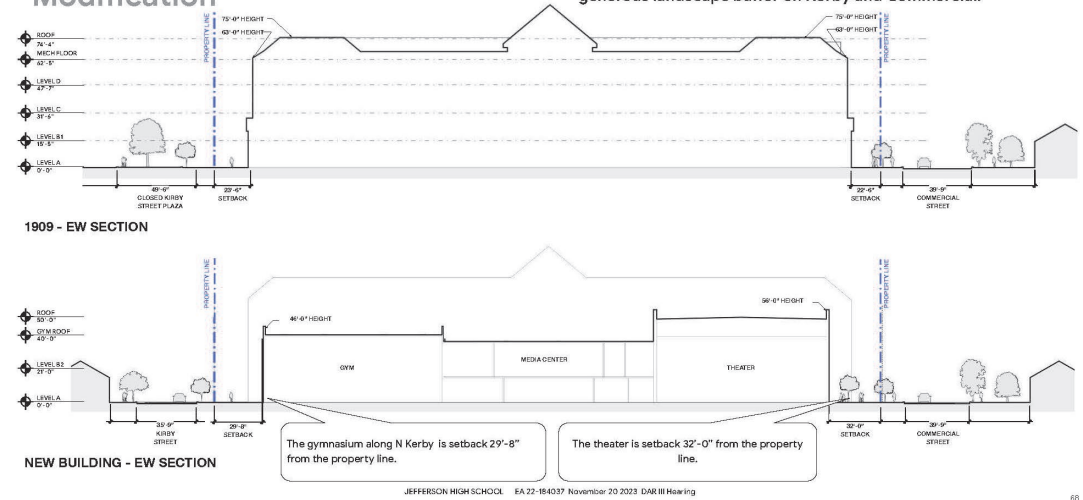 Modification
generous landscape buffer on Kerby and Commercial.
PROPERTY LINE
75'-0" HEIGHT
63'-0" HEIGHT
75'-0" HEIGHT
63'-0" HEIGHT
PROPERTY LINE
ROOF
74'-4"
MECH FLOOR
62'-5"
LEVEL D
47'-7"
LEVEL C
31'-6"
LEVEL B1
15'-5"
LEVEL A
0'-0"
49'-6"
CLOSED KIRBY
STREET PLAZA
23'-6"
SETBACK
22'-6"
SETBACK
39'-9"
COMMERCIAL
STREET
1909 - EW SECTION
PROPERTY LINE
PROPERTY LINE
46'-0" HEIGHT
56'-0" HEIGHT
ROOF
50'-0"
GYM ROOF
40'-0"
LEVEL B2
21'-0"
LEVEL A
0'-0"
GYM
MEDIA CENTER
THEATER
35'-9"
KIRBY
STREET
29'-8"
SETBACK
32'-0"
SETBACK
39'-9"
COMMERCIAL
STREET
The gymnasium along N Kerby is setback 29'-8"
from the property line.
The theater is setback 32'-0" from the property
line.
NEW BUILDING - EW SECTION
JEFFERSON HIGH SCHOOL EA 22-184037 November 20 2023 DAR III Hearing
68